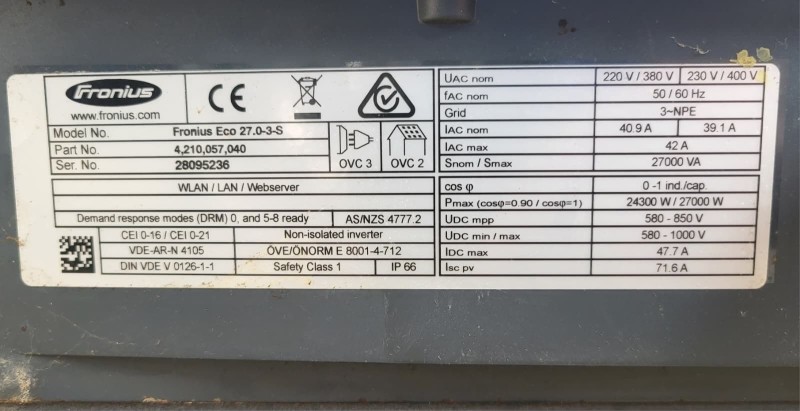 Fronius
www.fronius.com
CE
Model No. Fronius Eco 27.0-3-S
Part No. 4,210,057,040
Ser. No. 28095236
OVC 3 OVC 2
WLAN / LAN / Webserver
Demand response modes (DRM) 0, and 5-8 ready AS/NZS 4777.2
CEI 0-16 / CEI 0-21 Non-isolated inverter
VDE-AR-N 4105 ÖVE/ÖNORM E 8001-4-712
DIN VDE V 0126-1-1 Safety Class 1 IP 66
UAC nom 220 V / 380 V 230 V / 400 V
fAC nom 50 / 60 Hz
Grid 3~NPE
IAC nom 40.9 A 39.1 A
IAC max 42 A
Snom / Smax 27000 VA
cos φ 0 -1 ind./cap.
Pmax (cosφ=0.90 / cosφ=1) 24300 W / 27000 W
UDC mpp 580 - 850 V
UDC min / max 580 - 1000 V
IDC max 47.7 A
Isc pv 71.6 A